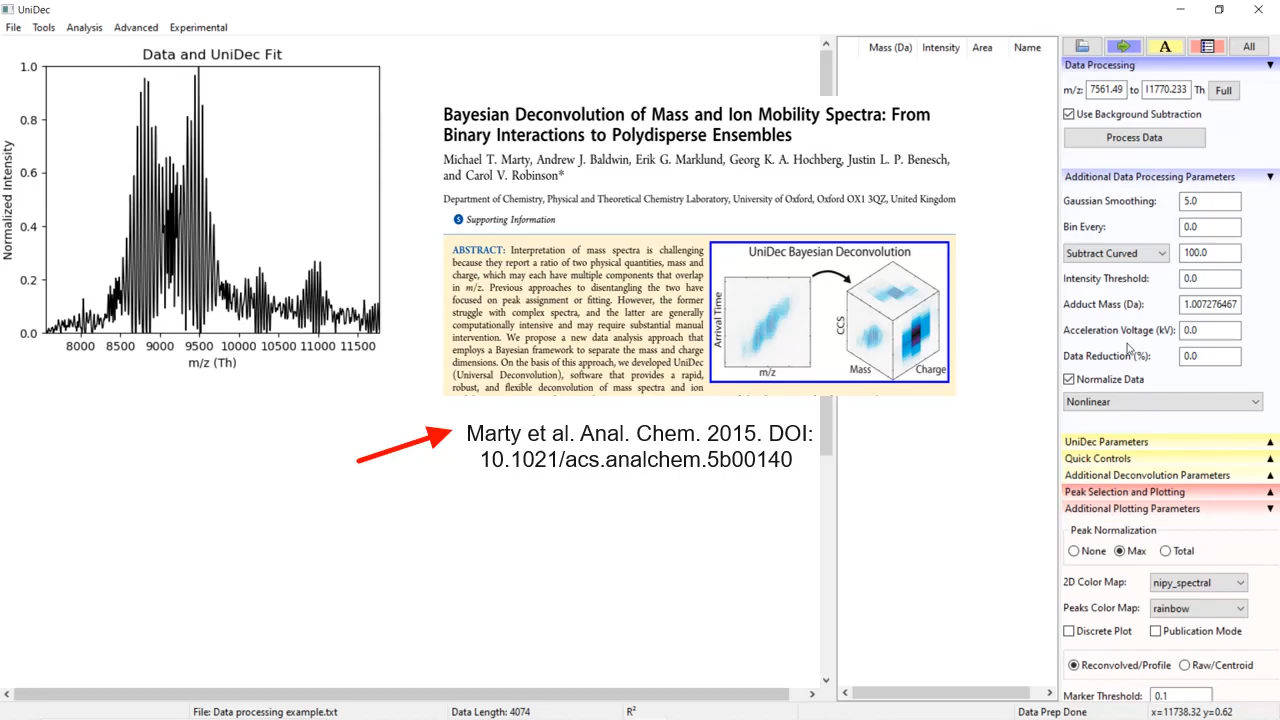 UniDec
File Tools Analysis Advanced Experimental
Data and UniDec Fit
Normalized Intensity
1.0
0.8
0.6
0.4
0.2
0.0
8000 8500 9000 9500 10000 10500 11000 11500
m/z (Th)
Bayesian Deconvolution of Mass and Ion Mobility Spectra: From
Binary Interactions to Polydisperse Ensembles
Michael T. Marty, Andrew J. Baldwin, Erik G. Marklund, Georg K. A. Hochberg, Justin L. P. Benesch,
and Carol V. Robinson*
Department of Chemistry, Physical and Theoretical Chemistry Laboratory, University of Oxford, Oxford OX1 3QZ, United Kingdom
S Supporting Information
ABSTRACT: Interpretation of mass spectra is challenging
because they report a ratio of two physical quantities, mass and
charge, which may each have multiple components that overlap
in m/z. Previous approaches to disentangling the two have
focused on peak assignment or fitting. However, the former
struggle with complex spectra, and the latter are generally
computationally intensive and may require substantial manual
intervention. We propose a new data analysis approach that
employs a Bayesian framework to separate the mass and charge
dimensions. On the basis of this approach, we developed UniDec
(Universal Deconvolution), software that provides a rapid,
robust, and flexible deconvolution of mass spectra and ion
UniDec Bayesian Deconvolution
Arrival Time
m/z
CCS
Mass
Charge
Marty et al. Anal. Chem. 2015. DOI:
10.1021/acs.analchem.5b00140
Mass (Da) Intensity Area Name
A All
Data Processing
m/z: 7561.49 to 11770.233 Th Full
Use Background Subtraction
Process Data
Additional Data Processing Parameters
Gaussian Smoothing: 5.0
Bin Every: 0.0
Subtract Curved 100.0
Intensity Threshold: 0.0
Adduct Mass (Da): 1.007276467
Acceleration Voltage (kV): 0.0
Data Reduction (%): 0.0
Normalize Data
Nonlinear
UniDec Parameters
Quick Controls
Additional Deconvolution Parameters
Peak Selection and Plotting
Additional Plotting Parameters
Peak Normalization
None Max Total
2D Color Map: nipy_spectral
Peaks Color Map: rainbow
Discrete Plot Publication Mode
Reconvolved/Profile Raw/Centroid
Marker Threshold: 0.1
File: Data processing example.txt Data Length: 4074 R² Data Prep Done x=11738.32 y=0.62